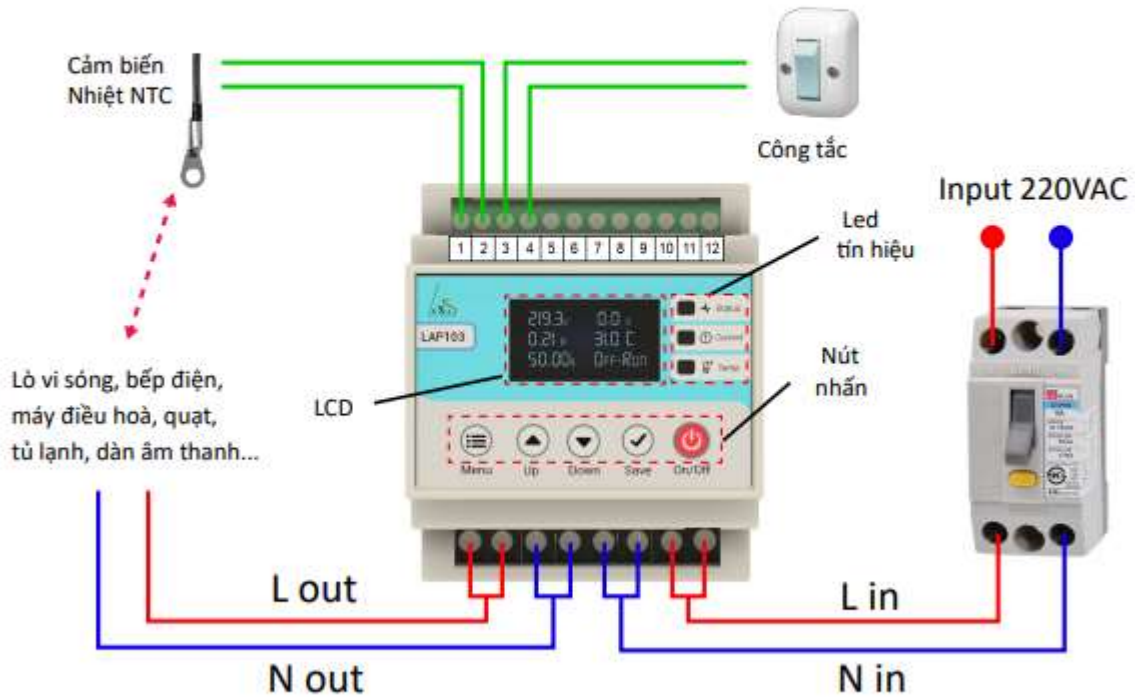 Cảm biến
Nhiệt NTC
Công tắc
Input 220VAC
Led
tín hiệu
1 2 3 4 5 6 7 8 9 10 11 12
LAP103
219.3v 0.0
0.21 31.0 C
50.00 OFF-Run
Status
Current
Temp
Nút
nhấn
LCD
Lò vi sóng, bếp điện,
máy điều hoà, quạt,
tủ lạnh, dàn âm thanh...
Menu Up Down Save On/Off
L out
L in
N out
N in